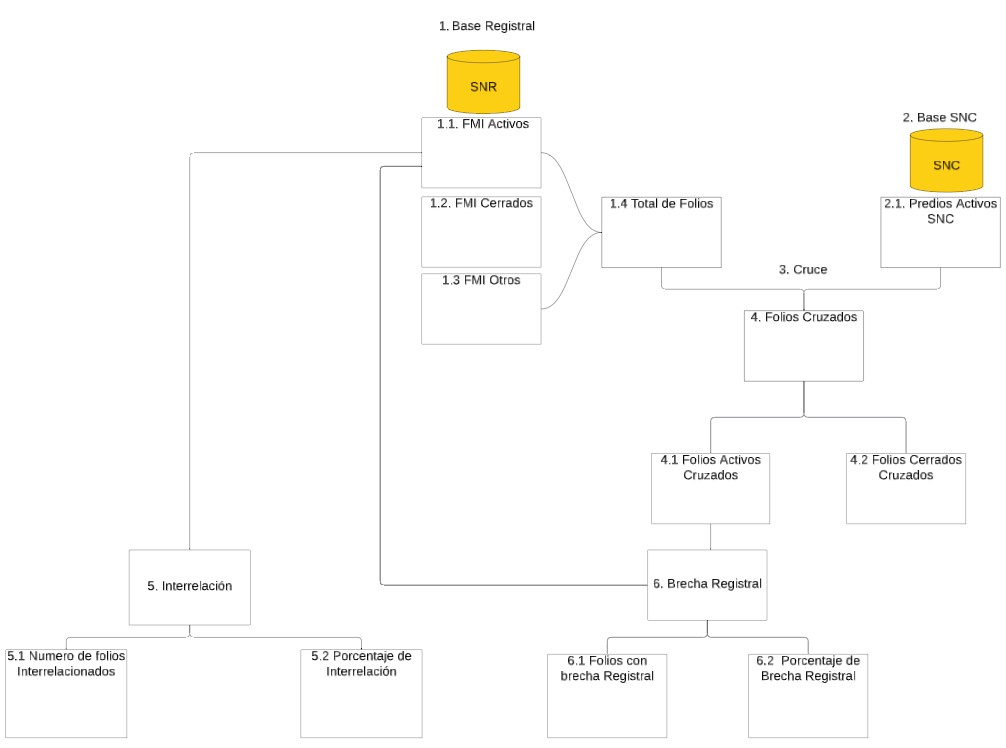 1. Base Registral
SNR
1.1. FMI Activos
2. Base SNC
SNC
1.2. FMI Cerrados
1.4 Total de Folios
2.1. Predios Activos
SNC
3. Cruce
1.3 FMI Otros
4. Folios Cruzados
4.1 Folios Activos
Cruzados
4.2 Folios Cerrados
Cruzados
5. Interrelación
6. Brecha Registral
5.1 Numero de folios
Interrelacionados
5.2 Porcentaje de
Interrelación
6.1 Folios con
brecha Registral
6.2 Porcentaje de
Brecha Registral